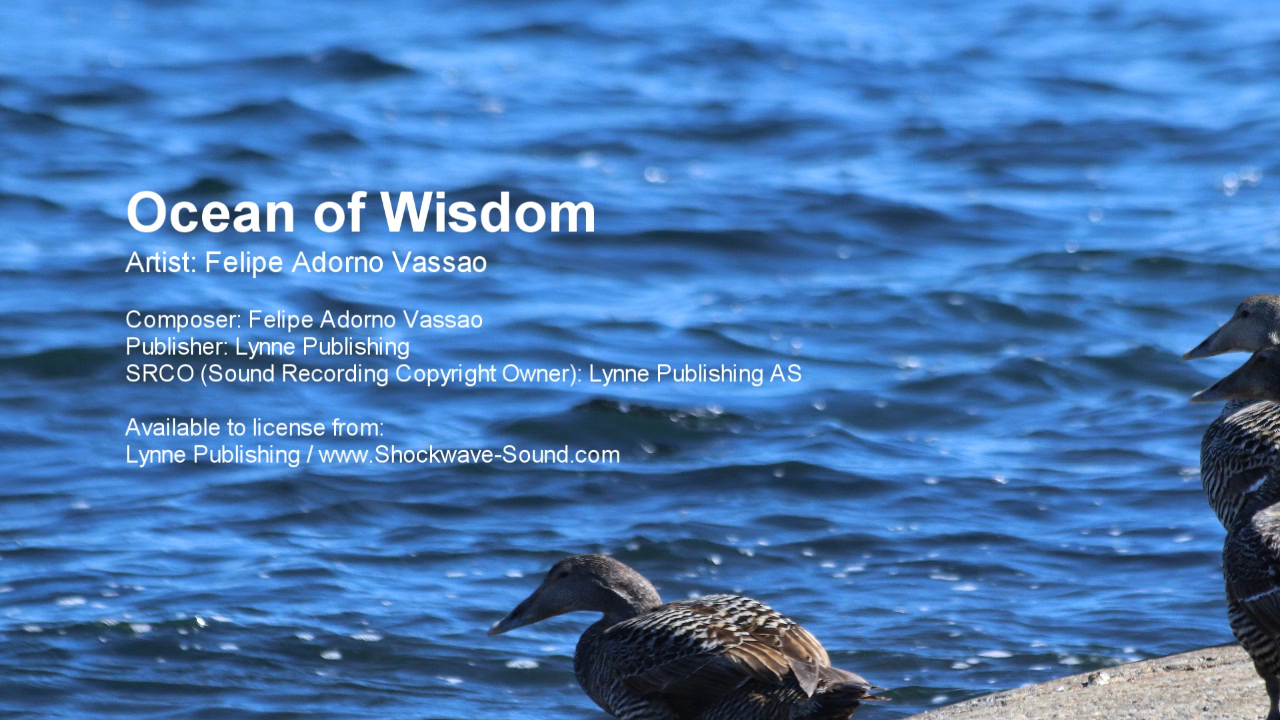 Ocean of Wisdom
Artist: Felipe Adorno Vassao
Composer: Felipe Adorno Vassao
Publisher: Lynne Publishing
SRCO (Sound Recording Copyright Owner): Lynne Publishing AS
Available to license from:
Lynne Publishing / www.Shockwave-Sound.com